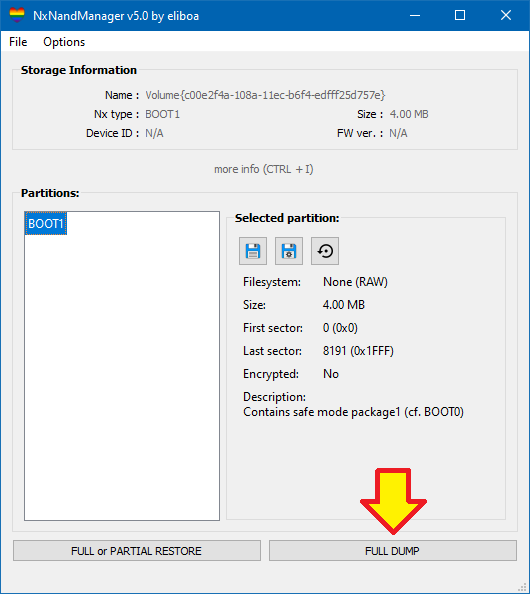 NxNandManager v5.0 by eliboa
File Options
Storage Information
Name : Volume{c00e2f4a-108a-11ec-b6f4-edfff25d757e}
Nx type : BOOT1 Size : 4.00 MB
Device ID : N/A FW ver. : N/A
more info (CTRL + I)
Partitions:
BOOT1
Selected partition:
Filesystem: None (RAW)
Size: 4.00 MB
First sector: 0 (0x0)
Last sector: 8191 (0x1FFF)
Encrypted: No
Description:
Contains safe mode package1 (cf. BOOT0)
FULL or PARTIAL RESTORE FULL DUMP